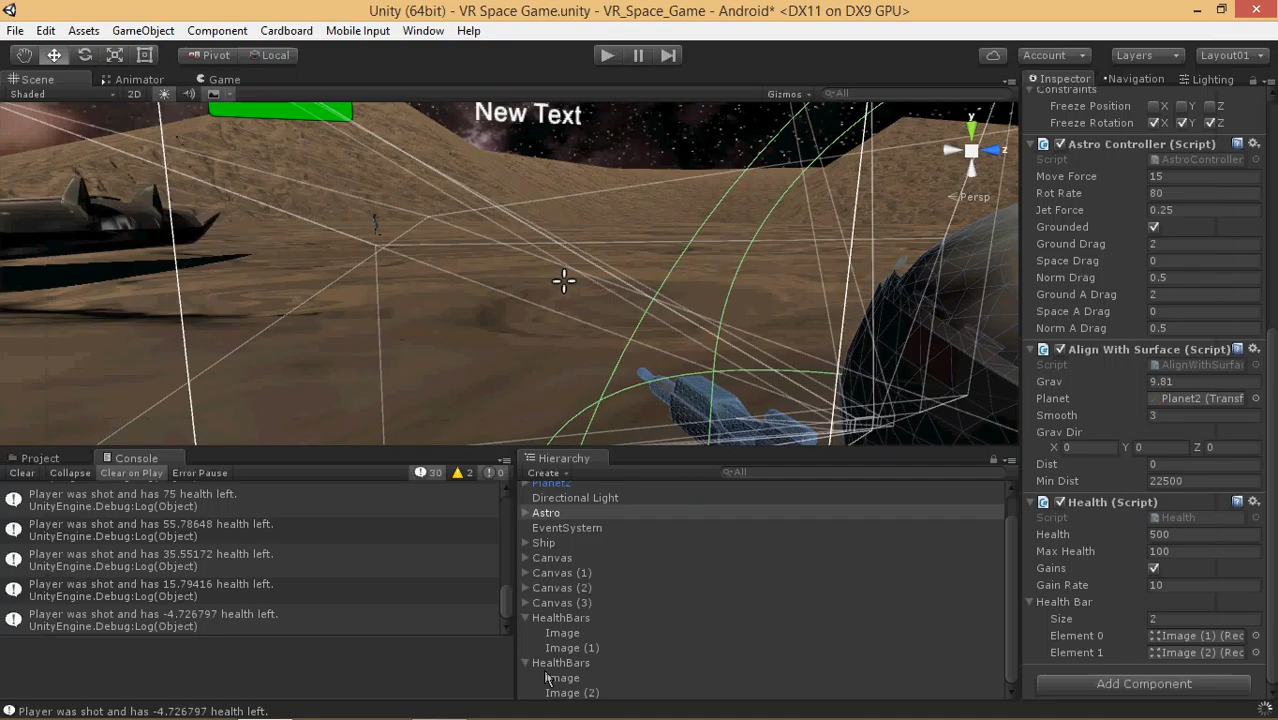 Unity (64bit) - VR Space Game.unity - VR_Space_Game - Android* <DX11 on DX9 GPU>
File Edit Assets GameObject Component Cardboard Mobile Input Window Help
Pivot Local Account Layers Layout01
Scene Animator Game
Shaded 2D Gizmos All
New Text
y
z
Persp
Inspector Navigation Lighting
Constraints
Freeze Position X Y Z
Freeze Rotation X Y Z
Astro Controller (Script)
Script AstroController
Move Force 15
Rot Rate 80
Jet Force 0.25
Grounded
Ground Drag 2
Space Drag 0
Norm Drag 0.5
Ground A Drag 2
Space A Drag 0
Norm A Drag 0.5
Align With Surface (Script)
Script AlignWithSurfa
Grav 9.81
Planet Planet2 (Transf
Smooth 3
Grav Dir
X 0 Y 0 Z 0
Dist 0
Min Dist 22500
Health (Script)
Script Health
Health 500
Max Health 100
Gains
Gain Rate 10
Health Bar
Size 2
Element 0 Image (1) (Rec
Element 1 Image (2) (Rec
Add Component
Project Console
Clear Collapse Clear on Play Error Pause 30 2 0
Player was shot and has 75 health left.
UnityEngine.Debug:Log(Object)
Player was shot and has 55.78648 health left.
UnityEngine.Debug:Log(Object)
Player was shot and has 35.55172 health left.
UnityEngine.Debug:Log(Object)
Player was shot and has 15.79416 health left.
UnityEngine.Debug:Log(Object)
Player was shot and has -4.726797 health left.
UnityEngine.Debug:Log(Object)
Hierarchy
Create All
Planet2
Directional Light
Astro
EventSystem
Ship
Canvas
Canvas (1)
Canvas (2)
Canvas (3)
HealthBars
Image
Image (1)
HealthBars
Image
Image (2)
Player was shot and has -4.726797 health left.